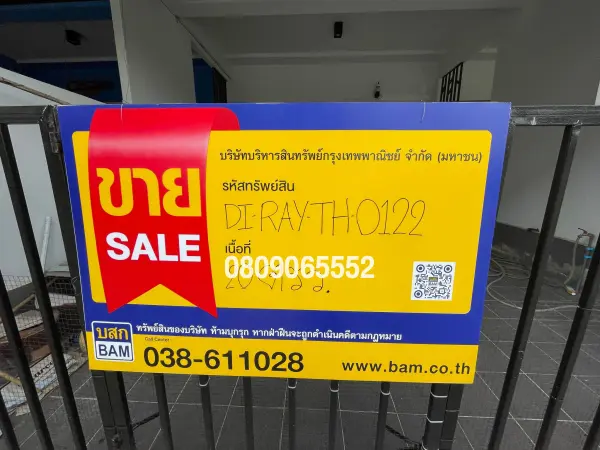 บริษัทบริหารสินทรัพย์กรุงเทพพาณิชย์ จำกัด (มหาชน)
ขาย
SALE
รหัสทรัพย์สิน
DI-RAY-TH-0122
เนื้อที่
0809065552
ทรัพย์สินของบริษัท ห้ามบุกรุก หากฝ่าฝืนจะถูกดำเนินคดีตามกฎหมาย
บสก
BAM
Call Center :
038-611028
www.bam.co.th